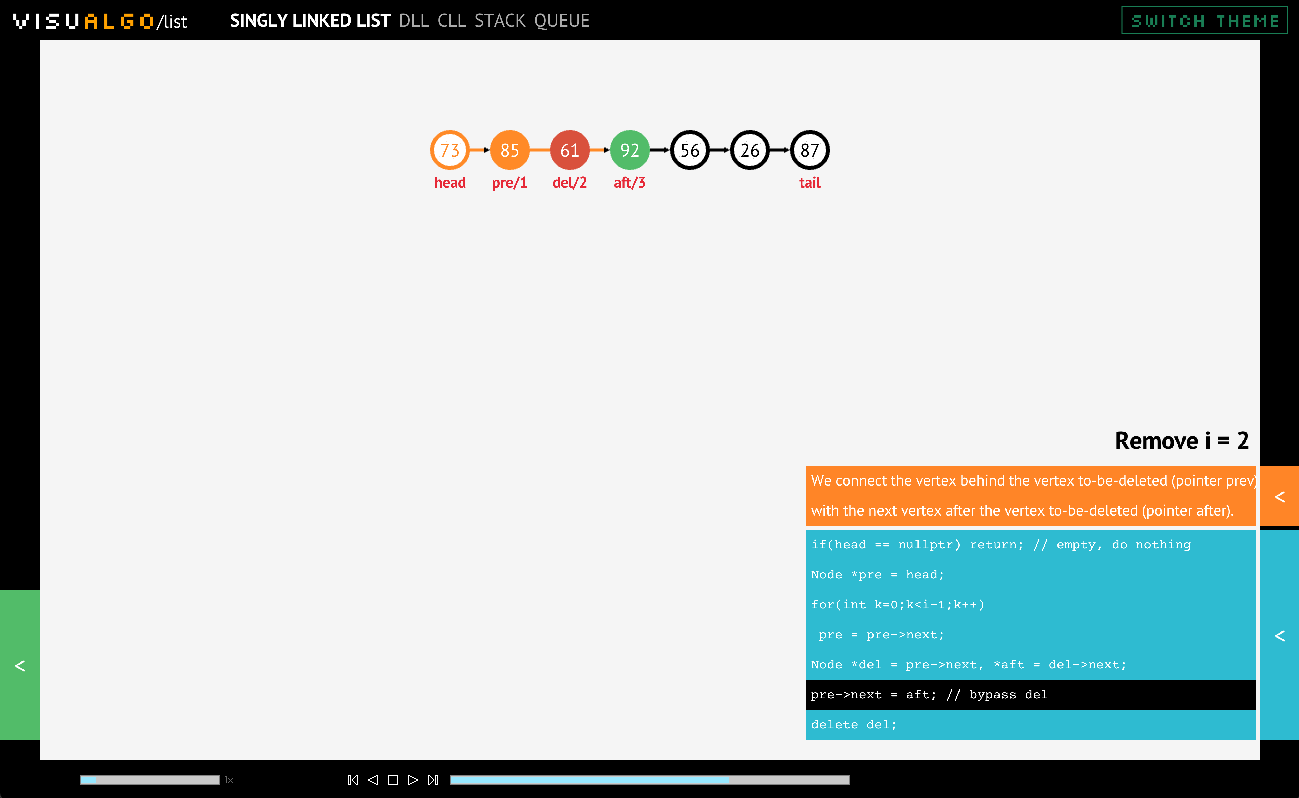 VISUALGO/list
SINGLY LINKED LIST DLL CLL STACK QUEUE
SWITCH THEME
73 85 61 92 56 26 87
head pre/1 del/2 aft/3 tail
Remove i = 2
We connect the vertex behind the vertex to-be-deleted (pointer prev)
with the next vertex after the vertex to-be-deleted (pointer after).
<
if(head == nullptr) return; // empty, do nothing
Node *pre = head;
for(int k=0;k<i-1;k++)
pre = pre->next;
<
Node *del = pre->next, *aft = del->next;
<
pre->next = aft; // bypass del
delete del;
1x